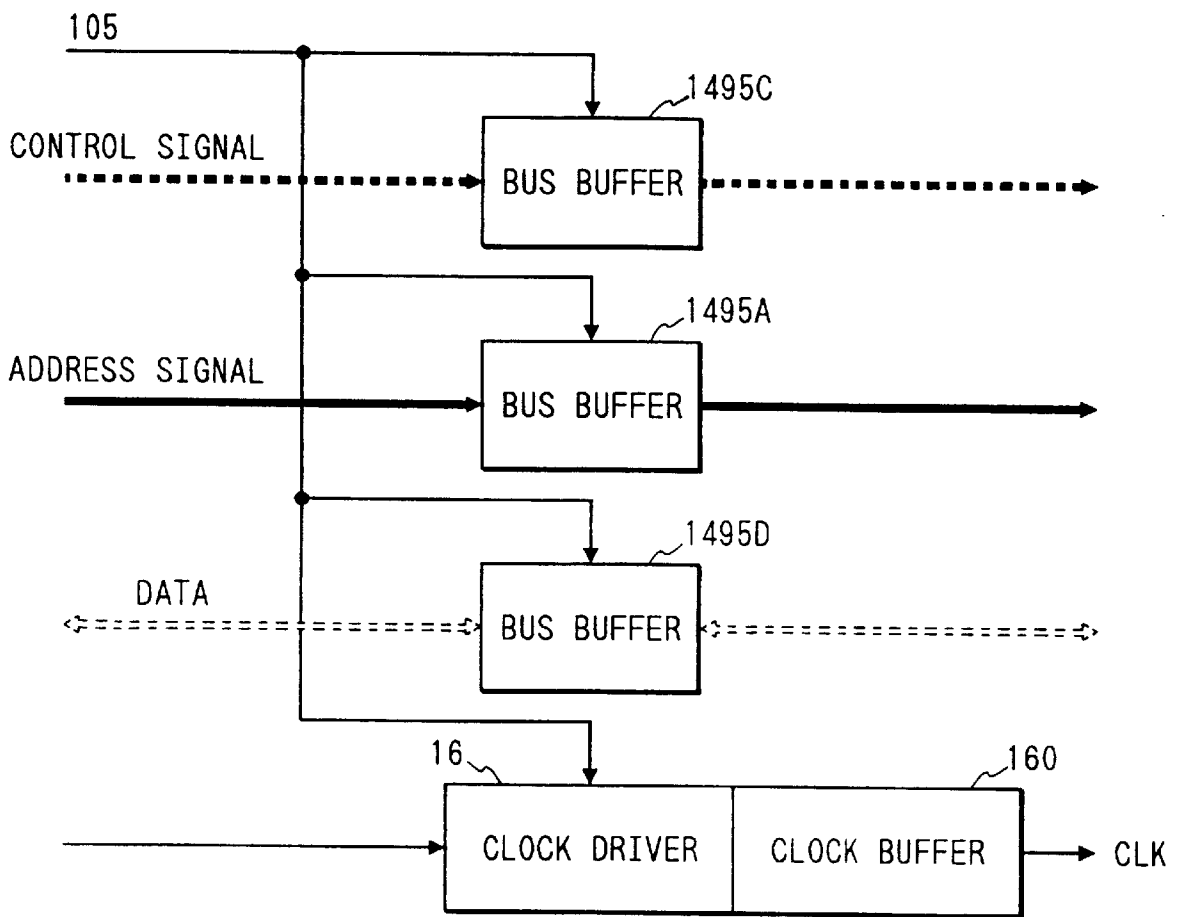 105
1495C
CONTROL SIGNAL
BUS BUFFER
1495A
ADDRESS SIGNAL
BUS BUFFER
1495D
DATA
BUS BUFFER
16
160
CLOCK DRIVER
CLOCK BUFFER
CLK